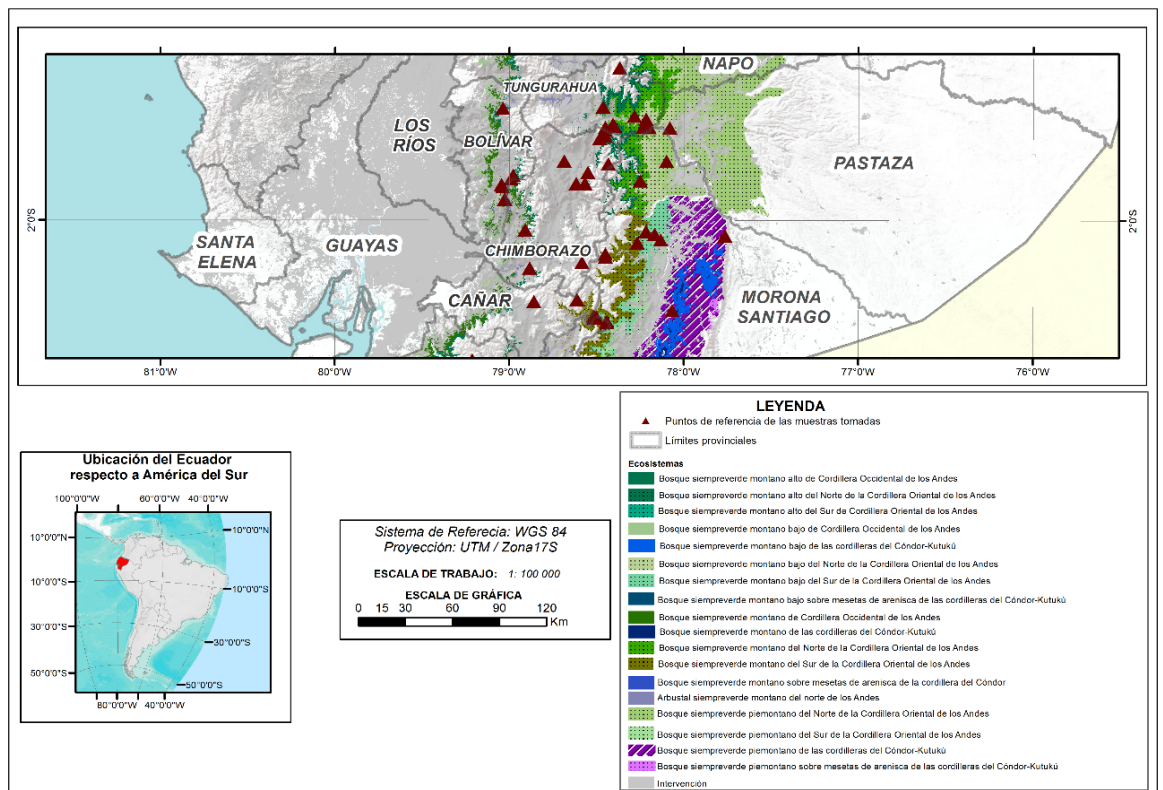 NAPO
TUNGURAHUA
LOS
RÍOS
BOLÍVAR
PASTAZA
2°0'S
2°0'S
SANTA
ELENA
GUAYAS
CHIMBORAZO
CAÑAR
MORONA
SANTIAGO
81°0'W
80°0'W
79°0'W
78°0'W
77°0'W
76°0'W
LEYENDA
Puntos de referencia de las muestras tomadas
Límites provinciales
Ecosistemas
Bosque siempreverde montano alto de Cordillera Occidental de los Andes
Bosque siempreverde montano alto del Norte de la Cordillera Oriental de los Andes
Bosque siempreverde montano alto del Sur de Cordillera Oriental de los Andes
Bosque siempreverde montano bajo de Cordillera Occidental de los Andes
Bosque siempreverde montano bajo de las cordilleras del Cóndor-Kutukú
Bosque siempreverde montano bajo del Norte de la Cordillera Oriental de los Andes
Bosque siempreverde montano bajo del Sur de la Cordillera Oriental de los Andes
Bosque siempreverde montano bajo sobre mesetas de arenisca de las cordilleras del Cóndor-Kutukú
Bosque siempreverde montano de Cordillera Occidental de los Andes
Bosque siempreverde montano de las cordilleras del Cóndor-Kutukú
Bosque siempreverde montano del Norte de la Cordillera Oriental de los Andes
Bosque siempreverde montano del Sur de la Cordillera Oriental de los Andes
Bosque siempreverde montano sobre mesetas de arenisca de la cordillera del Cóndor
Arbustal siempreverde montano del norte de los Andes
Bosque siempreverde piemontano del Norte de la Cordillera Oriental de los Andes
Bosque siempreverde piemontano del Sur de la Cordillera Oriental de los Andes
Bosque siempreverde piemontano de las cordilleras del Cóndor-Kutukú
Bosque siempreverde piemontano sobre mesetas de arenisca de las cordilleras del Cóndor-Kutukú
Intervención
Ubicación del Ecuador
respecto a América del Sur
100°0'0"W 60°0'0"W 40°0'0"W
10°0'0"N
10°0'0"N
0°0'0"
0°0'0"
10°0'0"S
10°0'0"S
20°0'0"S
20°0'0"S
30°0'0"S
30°0'0"S
40°0'0"S
50°0'0"S
50°0'0"S
80°0'0"W 40°0'0"W
Sistema de Referecia: WGS 84
Proyección: UTM / Zona17S
ESCALA DE TRABAJO: 1: 100 000
ESCALA DE GRÁFICA
0 15 30 60 90 120
Km